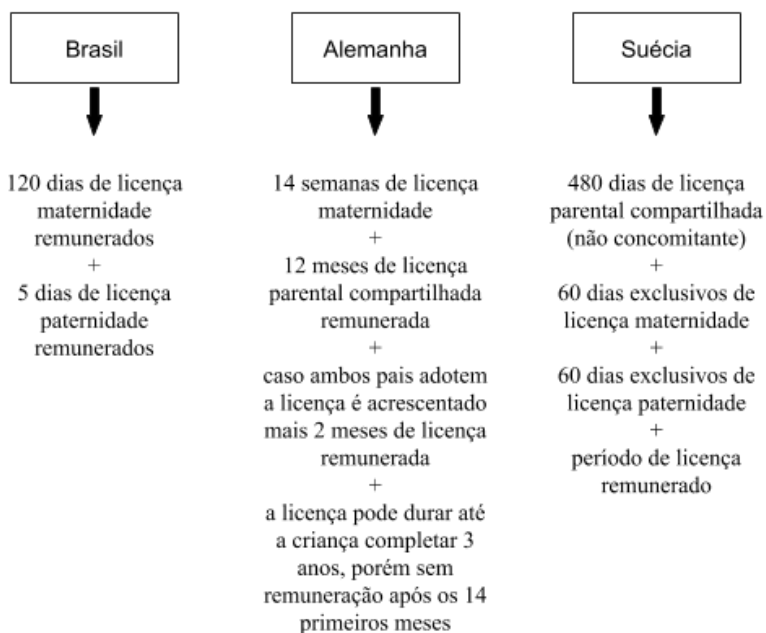 Brasil
120 dias de licença
maternidade
remunerados
+
5 dias de licença
paternidade
remunerados
Alemanha
14 semanas de licença
maternidade
+
12 meses de licença
parental compartilhada
remunerada
+
caso ambos pais adotem
a licença é acrescentado
mais 2 meses de licença
remunerada
+
a licença pode durar até
a criança completar 3
anos, porém sem
remuneração após os 14
primeiros meses
Suécia
480 dias de licença
parental compartilhada
(não concomitante)
+
60 dias exclusivos de
licença maternidade
+
60 dias exclusivos de
licença paternidade
+
período de licença
remunerado